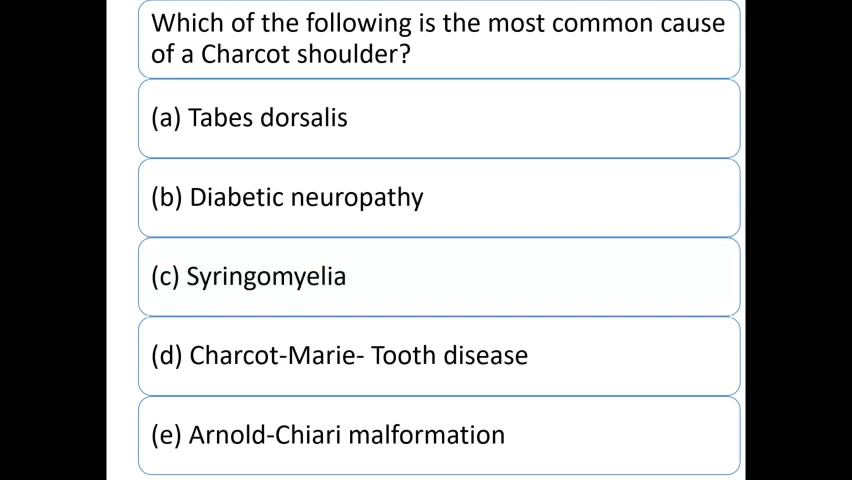 Which of the following is the most common cause
of a Charcot shoulder?
(a) Tabes dorsalis
(b) Diabetic neuropathy
(c) Syringomyelia
(d) Charcot-Marie- Tooth disease
(e) Arnold-Chiari malformation